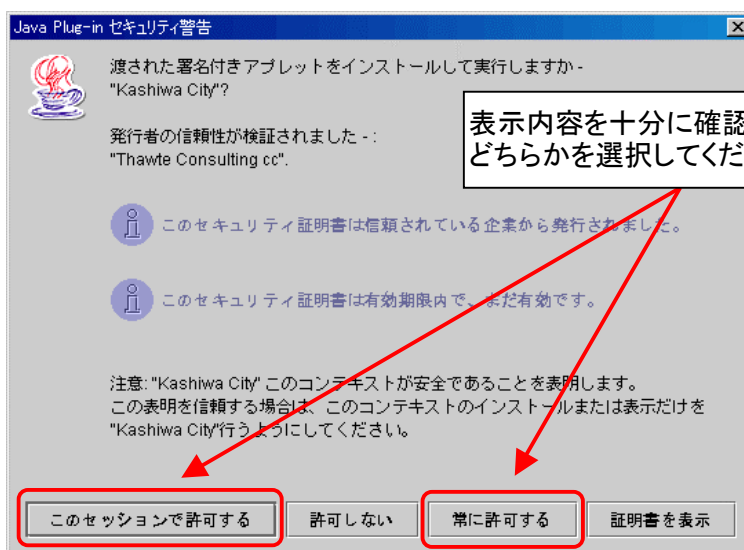 Java Plug-in セキュリティ警告
渡された署名付きアプレットをインストールして実行しますか -
"Kashiwa City"?
発行者の信頼性が検証されました - :
"Thawte Consulting cc".
表示内容を十分に確認
どちらかを選択してくだ
このセキュリティ証明書は信頼されている企業から発行されました。
このセキュリティ証明書は有効期限内で、まだ有効です。
注意: "Kashiwa City" このコンテキストが安全であることを表明します。
この表明を信頼する場合は、このコンテキストのインストールまたは表示だけを
"Kashiwa City"行うようにしてください。
このセッションで許可する
許可しない
常に許可する
証明書を表示